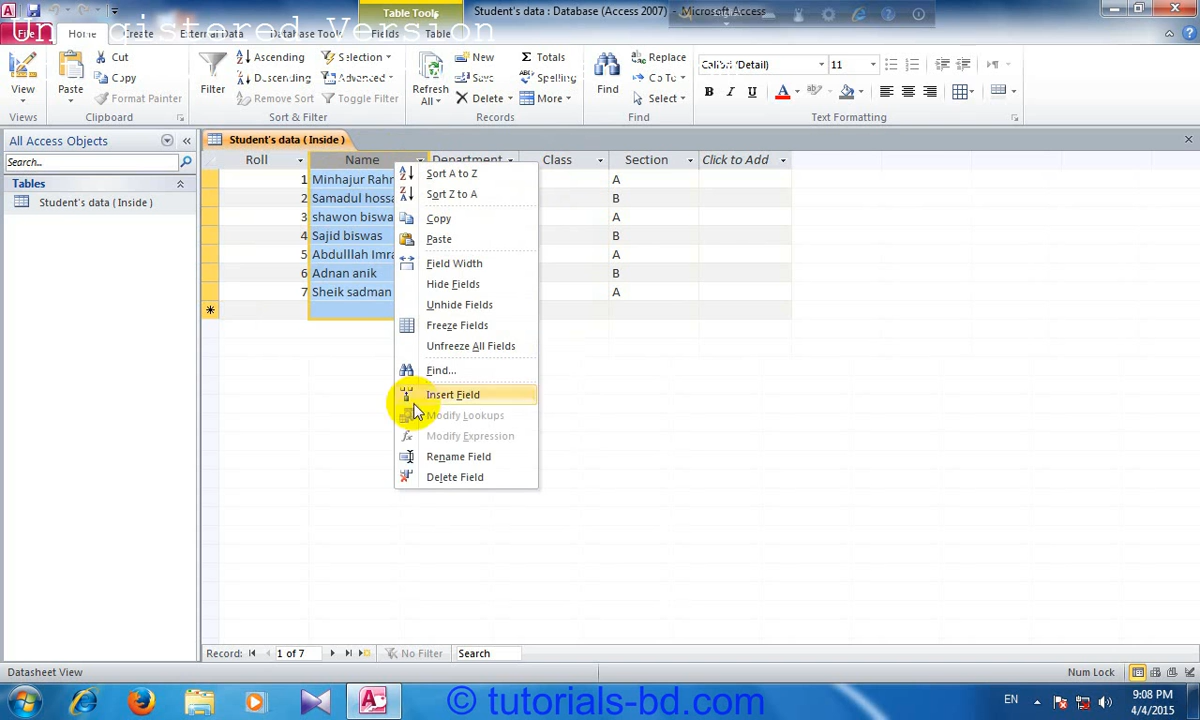 Table Tools
Student's data : Database (Access 2007) - Microsoft Access
Unregistered Version
File Home Create External Data Database Tools Fields Table
View
Views
Paste
Cut
Copy
Format Painter
Clipboard
Filter
Ascending
Descending
Remove Sort
Selection
Advanced
Toggle Filter
Sort & Filter
Refresh
All
New
Save
Delete
Totals
Spelling
More
Records
Find
Replace
Go To
Select
Find
Calibri (Detail) 11
B I U A
Text Formatting
All Access Objects
Search...
Tables
Student's data ( Inside )
Student's data ( Inside )
Roll Name Department Class Section Click to Add
1 Minhajur Rahr A
2 Samadul hossa B
3 shawon biswa A
4 Sajid biswas B
5 Abdulllah Imra A
6 Adnan anik B
7 Sheik sadman A
Sort A to Z
Sort Z to A
Copy
Paste
Field Width
Hide Fields
Unhide Fields
Freeze Fields
Unfreeze All Fields
Find...
Insert Field
Modify Lookups
Modify Expression
Rename Field
Delete Field
Record: 1 of 7 No Filter Search
Datasheet View
Num Lock
© tutorials-bd.com
EN
9:08 PM
4/4/2015